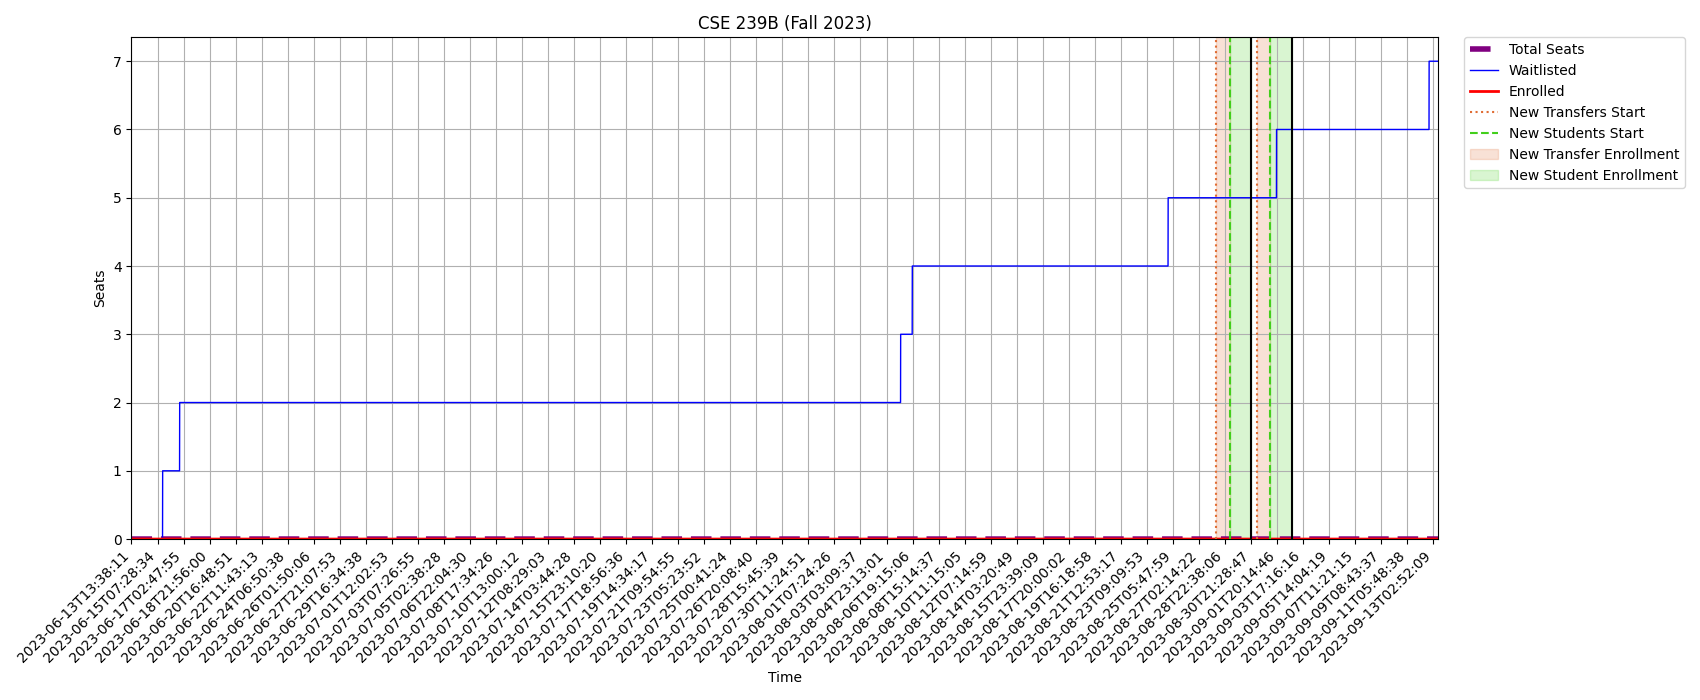 CSE 239B (Fall 2023)
Seats
7
6
5
4
3
2
1
0
2023-06-13T13:38:11
2023-06-15T07:28:34
2023-06-17T02:47:55
2023-06-18T21:56:00
2023-06-20T16:48:51
2023-06-22T11:43:13
2023-06-24T06:50:38
2023-06-26T01:50:06
2023-06-27T21:07:53
2023-06-29T16:34:38
2023-07-01T12:02:53
2023-07-03T07:26:55
2023-07-05T02:38:28
2023-07-06T22:04:30
2023-07-08T17:34:26
2023-07-10T13:00:12
2023-07-12T08:29:03
2023-07-14T03:44:28
2023-07-15T23:10:20
2023-07-17T18:56:36
2023-07-19T14:34:17
2023-07-21T09:54:55
2023-07-23T05:23:52
2023-07-25T00:41:24
2023-07-26T20:08:40
2023-07-28T15:45:39
2023-07-30T11:24:51
2023-08-01T07:24:26
2023-08-03T03:09:37
2023-08-04T23:13:01
2023-08-06T19:15:06
2023-08-08T15:14:37
2023-08-10T11:15:05
2023-08-12T07:14:59
2023-08-14T03:20:49
2023-08-15T23:39:09
2023-08-17T20:00:02
2023-08-19T16:18:58
2023-08-21T12:53:17
2023-08-23T09:09:53
2023-08-25T05:47:59
2023-08-27T02:14:22
2023-08-28T22:38:06
2023-08-30T21:28:47
2023-09-01T20:14:46
2023-09-03T17:16:16
2023-09-05T14:04:19
2023-09-07T11:21:15
2023-09-09T08:43:37
2023-09-11T05:48:38
2023-09-13T02:52:09
Time
Total Seats
Waitlisted
Enrolled
New Transfers Start
New Students Start
New Transfer Enrollment
New Student Enrollment